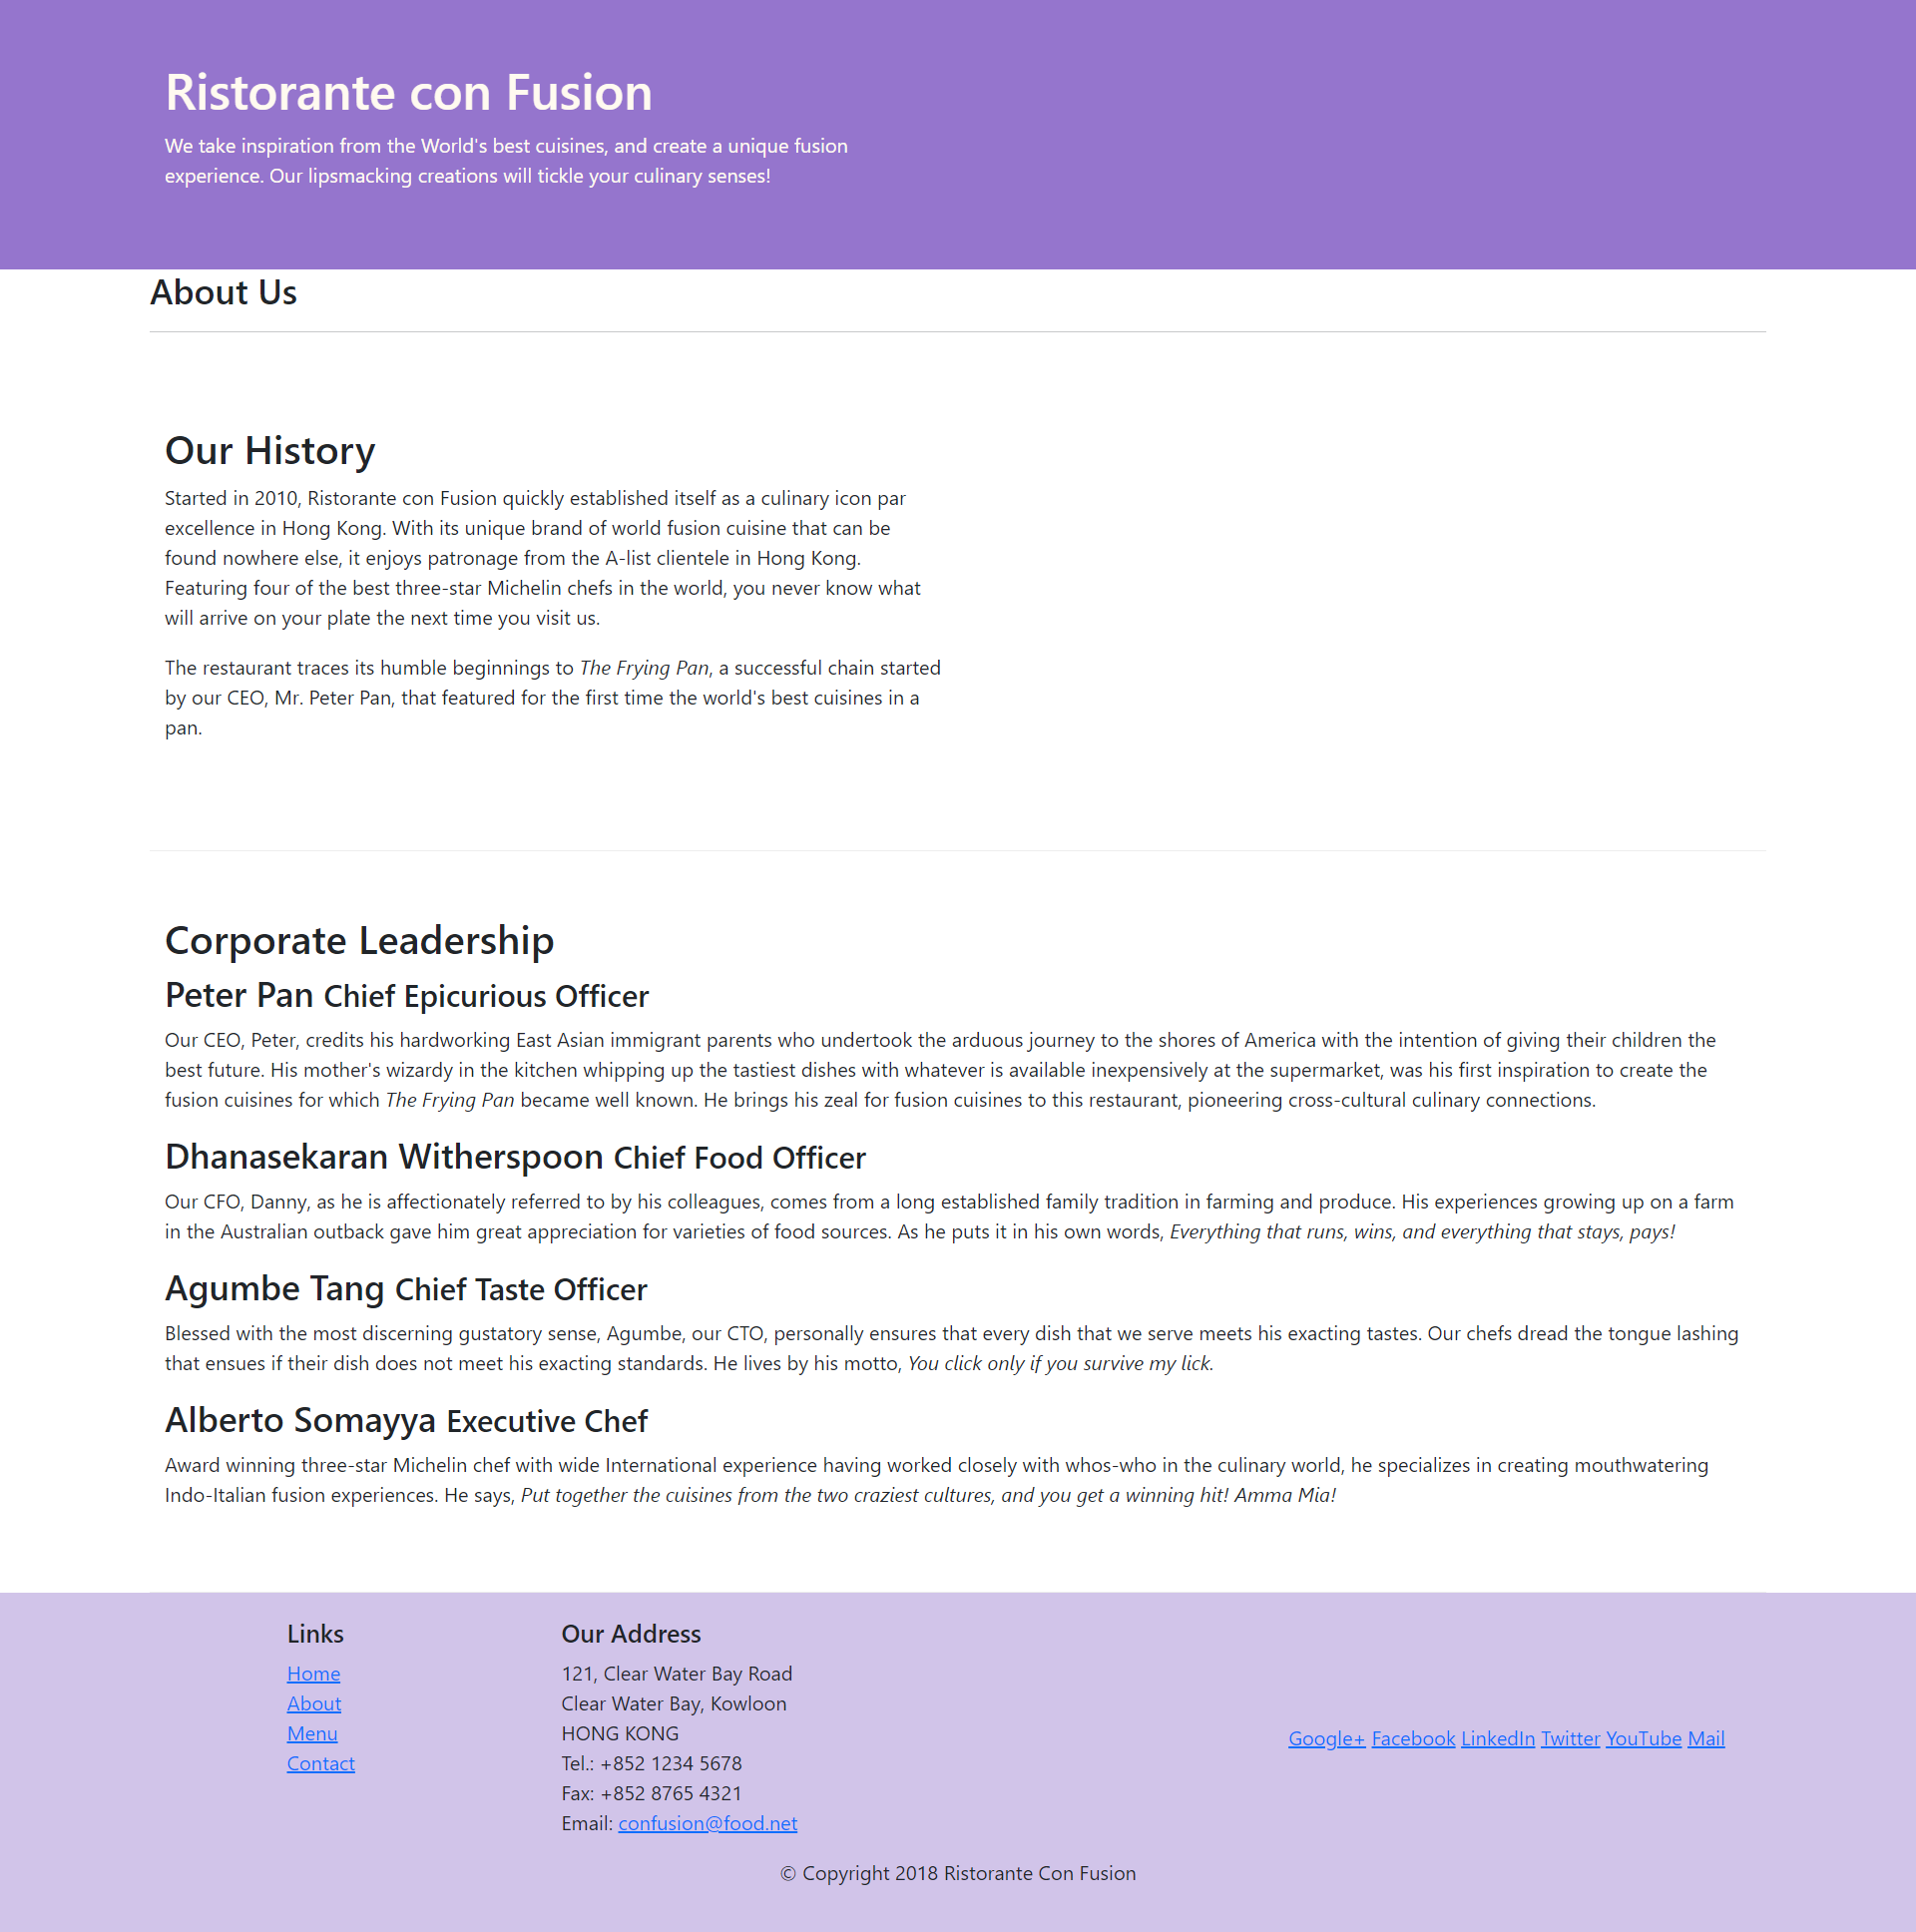 Ristorante con Fusion
We take inspiration from the World's best cuisines, and create a unique fusion
experience. Our lipsmacking creations will tickle your culinary senses!
About Us
Our History
Started in 2010, Ristorante con Fusion quickly established itself as a culinary icon par
excellence in Hong Kong. With its unique brand of world fusion cuisine that can be
found nowhere else, it enjoys patronage from the A-list clientele in Hong Kong.
Featuring four of the best three-star Michelin chefs in the world, you never know what
will arrive on your plate the next time you visit us.
The restaurant traces its humble beginnings to The Frying Pan, a successful chain started
by our CEO, Mr. Peter Pan, that featured for the first time the world's best cuisines in a
pan.
Corporate Leadership
Peter Pan Chief Epicurious Officer
Our CEO, Peter, credits his hardworking East Asian immigrant parents who undertook the arduous journey to the shores of America with the intention of giving their children the
best future. His mother's wizardy in the kitchen whipping up the tastiest dishes with whatever is available inexpensively at the supermarket, was his first inspiration to create the
fusion cuisines for which The Frying Pan became well known. He brings his zeal for fusion cuisines to this restaurant, pioneering cross-cultural culinary connections.
Dhanasekaran Witherspoon Chief Food Officer
Our CFO, Danny, as he is affectionately referred to by his colleagues, comes from a long established family tradition in farming and produce. His experiences growing up on a farm
in the Australian outback gave him great appreciation for varieties of food sources. As he puts it in his own words, Everything that runs, wins, and everything that stays, pays!
Agumbe Tang Chief Taste Officer
Blessed with the most discerning gustatory sense, Agumbe, our CTO, personally ensures that every dish that we serve meets his exacting tastes. Our chefs dread the tongue lashing
that ensues if their dish does not meet his exacting standards. He lives by his motto, You click only if you survive my lick.
Alberto Somayya Executive Chef
Award winning three-star Michelin chef with wide International experience having worked closely with whos-who in the culinary world, he specializes in creating mouthwatering
Indo-Italian fusion experiences. He says, Put together the cuisines from the two craziest cultures, and you get a winning hit! Amma Mia!
Links
Home
About
Menu
Contact
Our Address
121, Clear Water Bay Road
Clear Water Bay, Kowloon
HONG KONG
Tel.: +852 1234 5678
Fax: +852 8765 4321
Email: confusion@food.net
Google+ Facebook LinkedIn Twitter YouTube Mail
© Copyright 2018 Ristorante Con Fusion